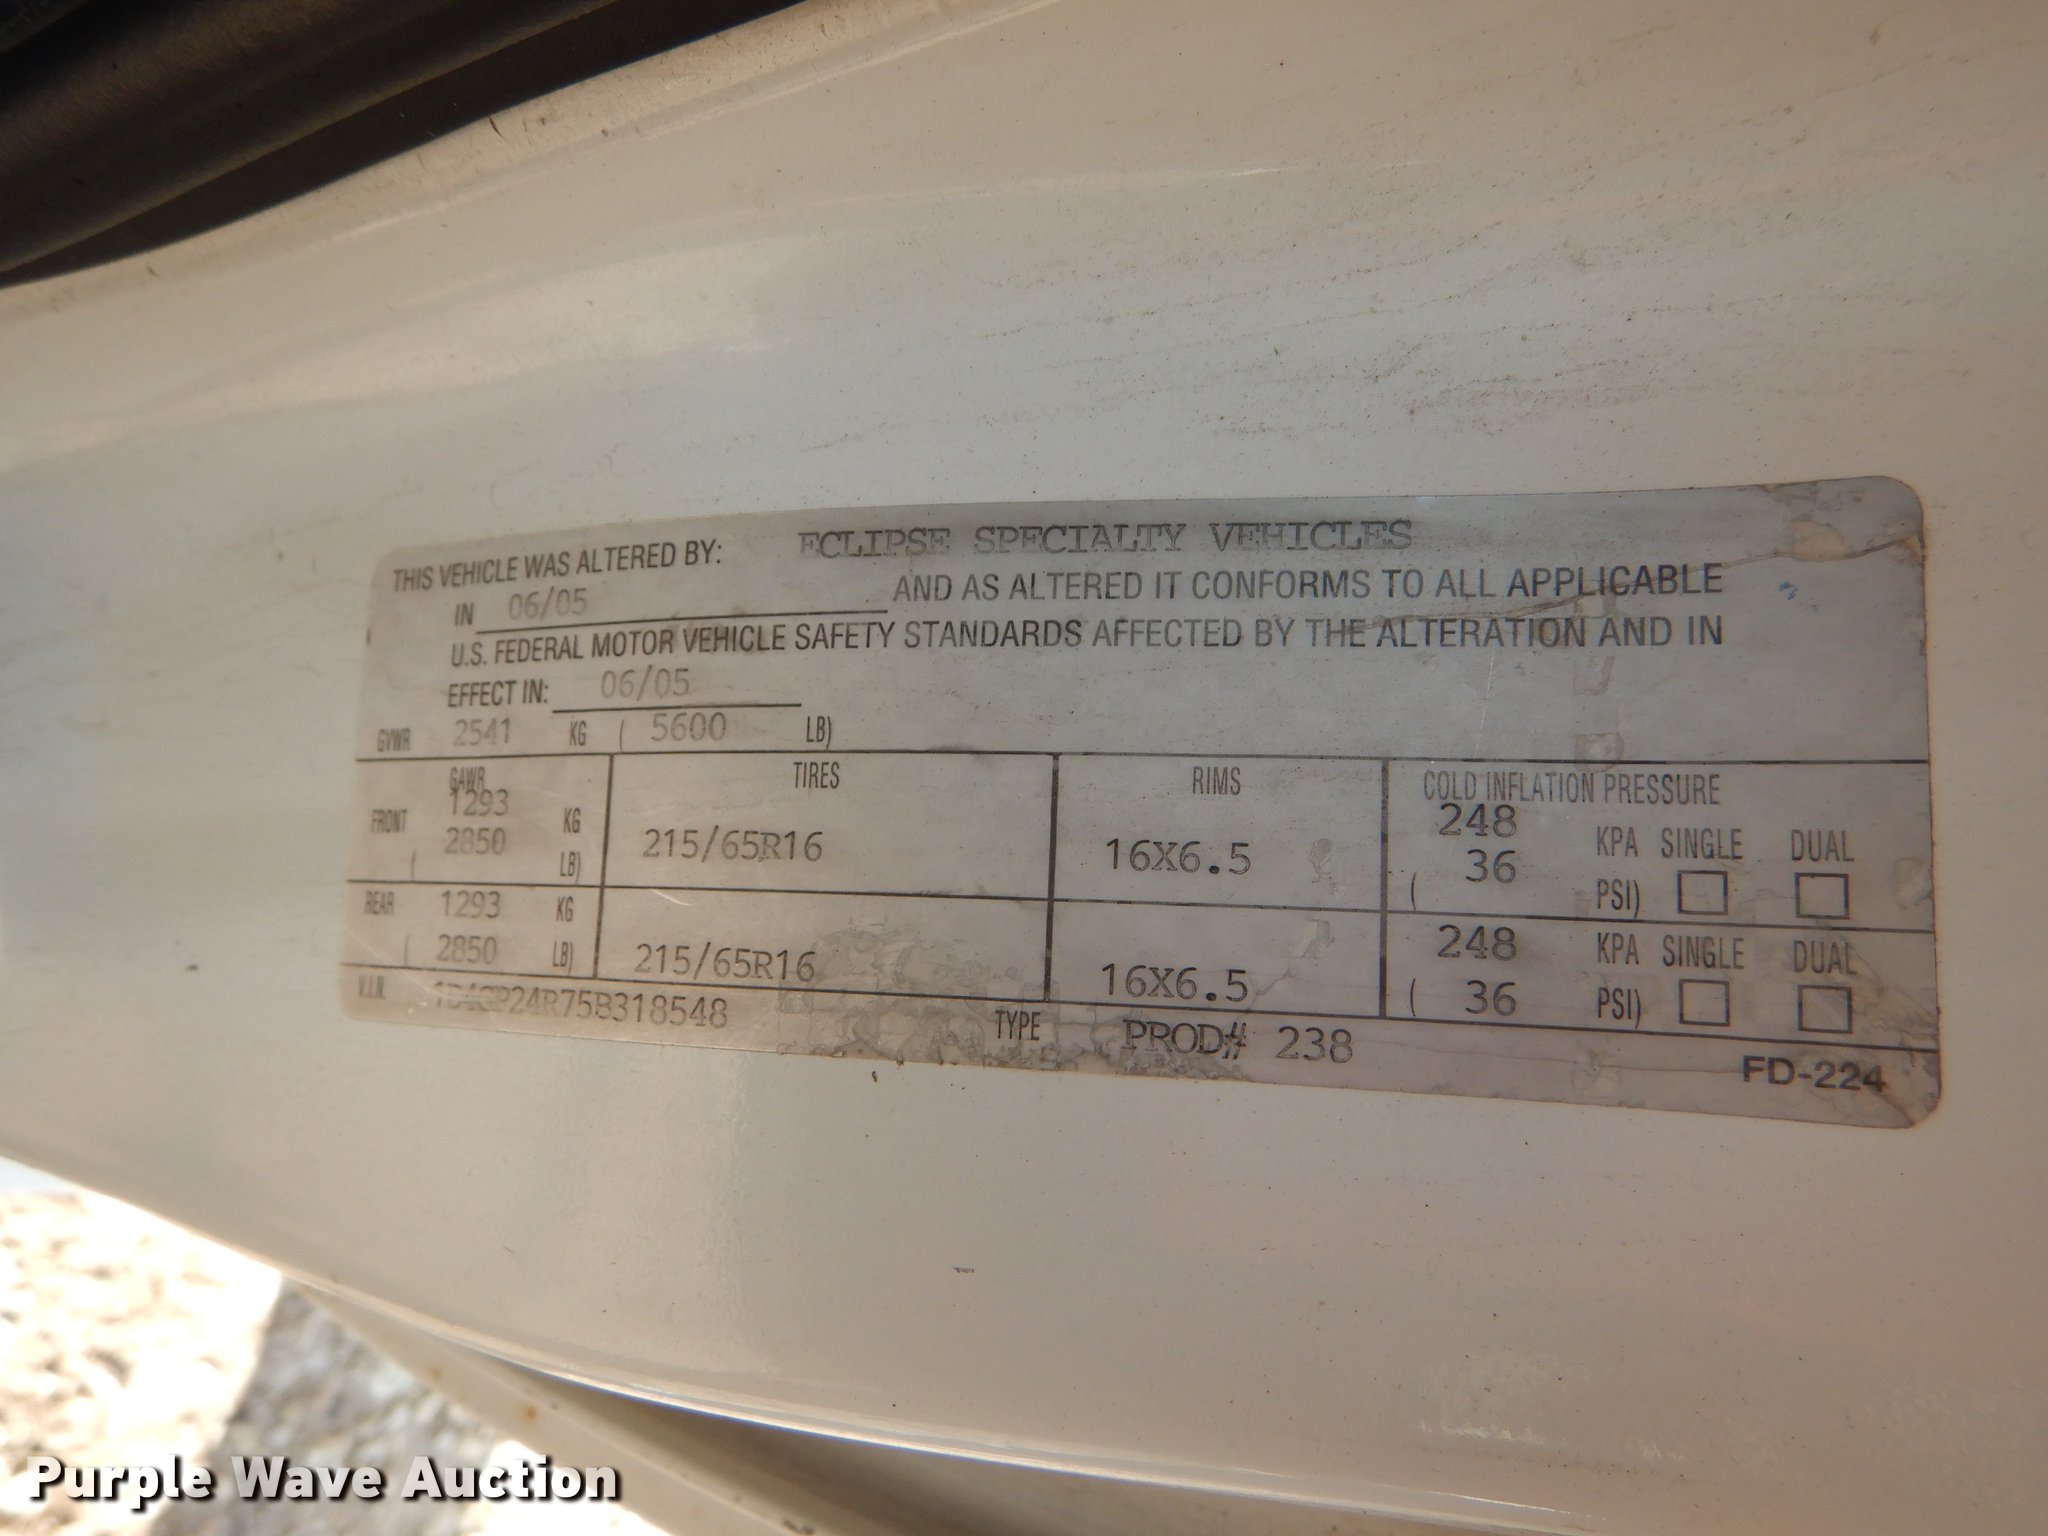 THIS VEHICLE WAS ALTERED BY: ECLIPSE SPECIALTY VEHICLES
IN 06/05 AND AS ALTERED IT CONFORMS TO ALL APPLICABLE
U.S. FEDERAL MOTOR VEHICLE SAFETY STANDARDS AFFECTED BY THE ALTERATION AND IN
EFFECT IN: 06/05
GVWR 2541 KG ( 5600 LB)
GAWR TIRES RIMS COLD INFLATION PRESSURE
FRONT 1293 KG 215/65R16 16X6.5 248 KPA SINGLE DUAL
( 2850 LB) ( 36 PSI)
REAR 1293 KG 215/65R16 16X6.5 248 KPA SINGLE DUAL
( 2850 LB) ( 36 PSI)
V.I.N. 1D4GP24R75B318548 TYPE PROD# 238
FD-224
Purple Wave Auction